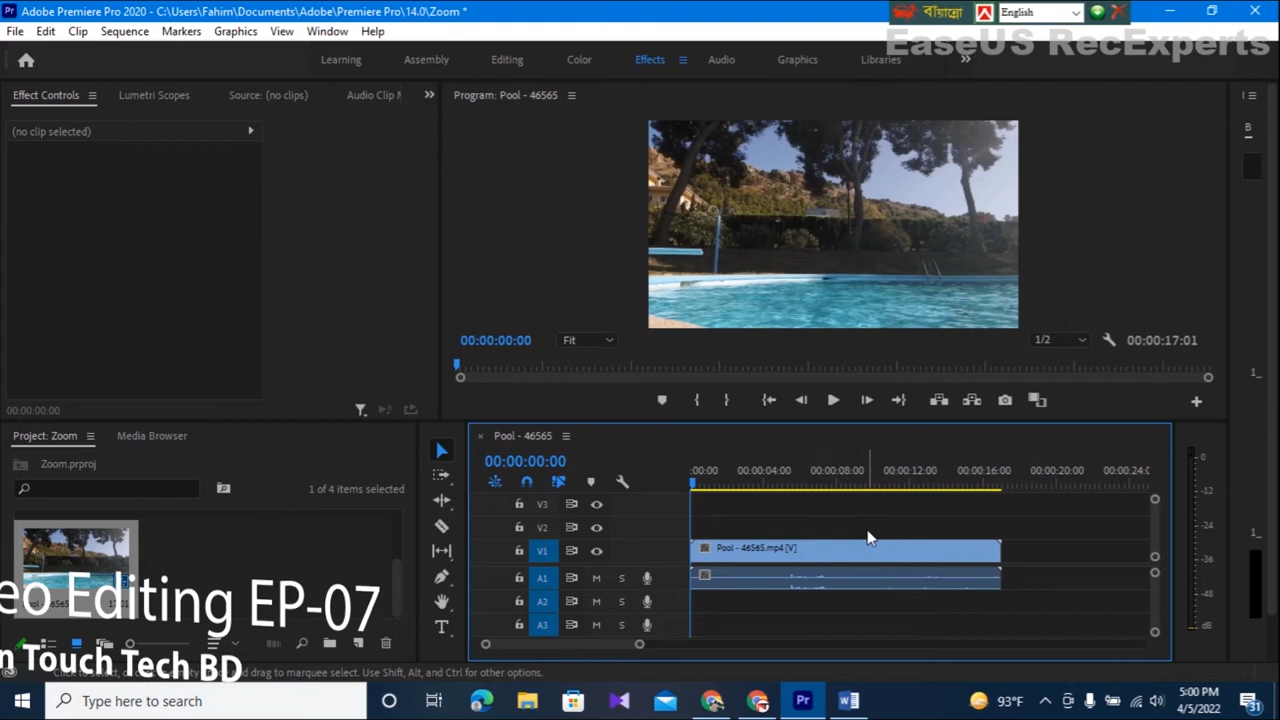 Adobe Premiere Pro 2020 - C:\Users\Fahim\Documents\Adobe\Premiere Pro\14.0\Zoom *
বায়ান্নো
English
File Edit Clip Sequence Markers Graphics View Window Help
EaseUS RecExperts
Learning Assembly Editing Color Effects Audio Graphics Libraries
Effect Controls Lumetri Scopes Source: (no clips) Audio Clip M
Program: Pool - 46565
(no clip selected)
B
00:00:00:00 Fit 1/2 00:00:17:01
00:00:00:00
Project: Zoom Media Browser
Zoom.prproj
1 of 4 items selected
Pool - 46565
00:00:00:00
:00:00 00:00:04:00 00:00:08:00 00:00:12:00 00:00:16:00 00:00:20:00 00:00:24:0
V3
V2
V1 Pool - 46565.mp4 [V]
A1 M S
A2 M S
A3 M S
0
-12
-24
-36
-48
dB
eo Editing EP-07
n Touch Tech BD
and drag to marquee select. Use Shift, Alt, and Ctrl for other options.
Type here to search
93°F
5:00 PM
4/5/2022
31